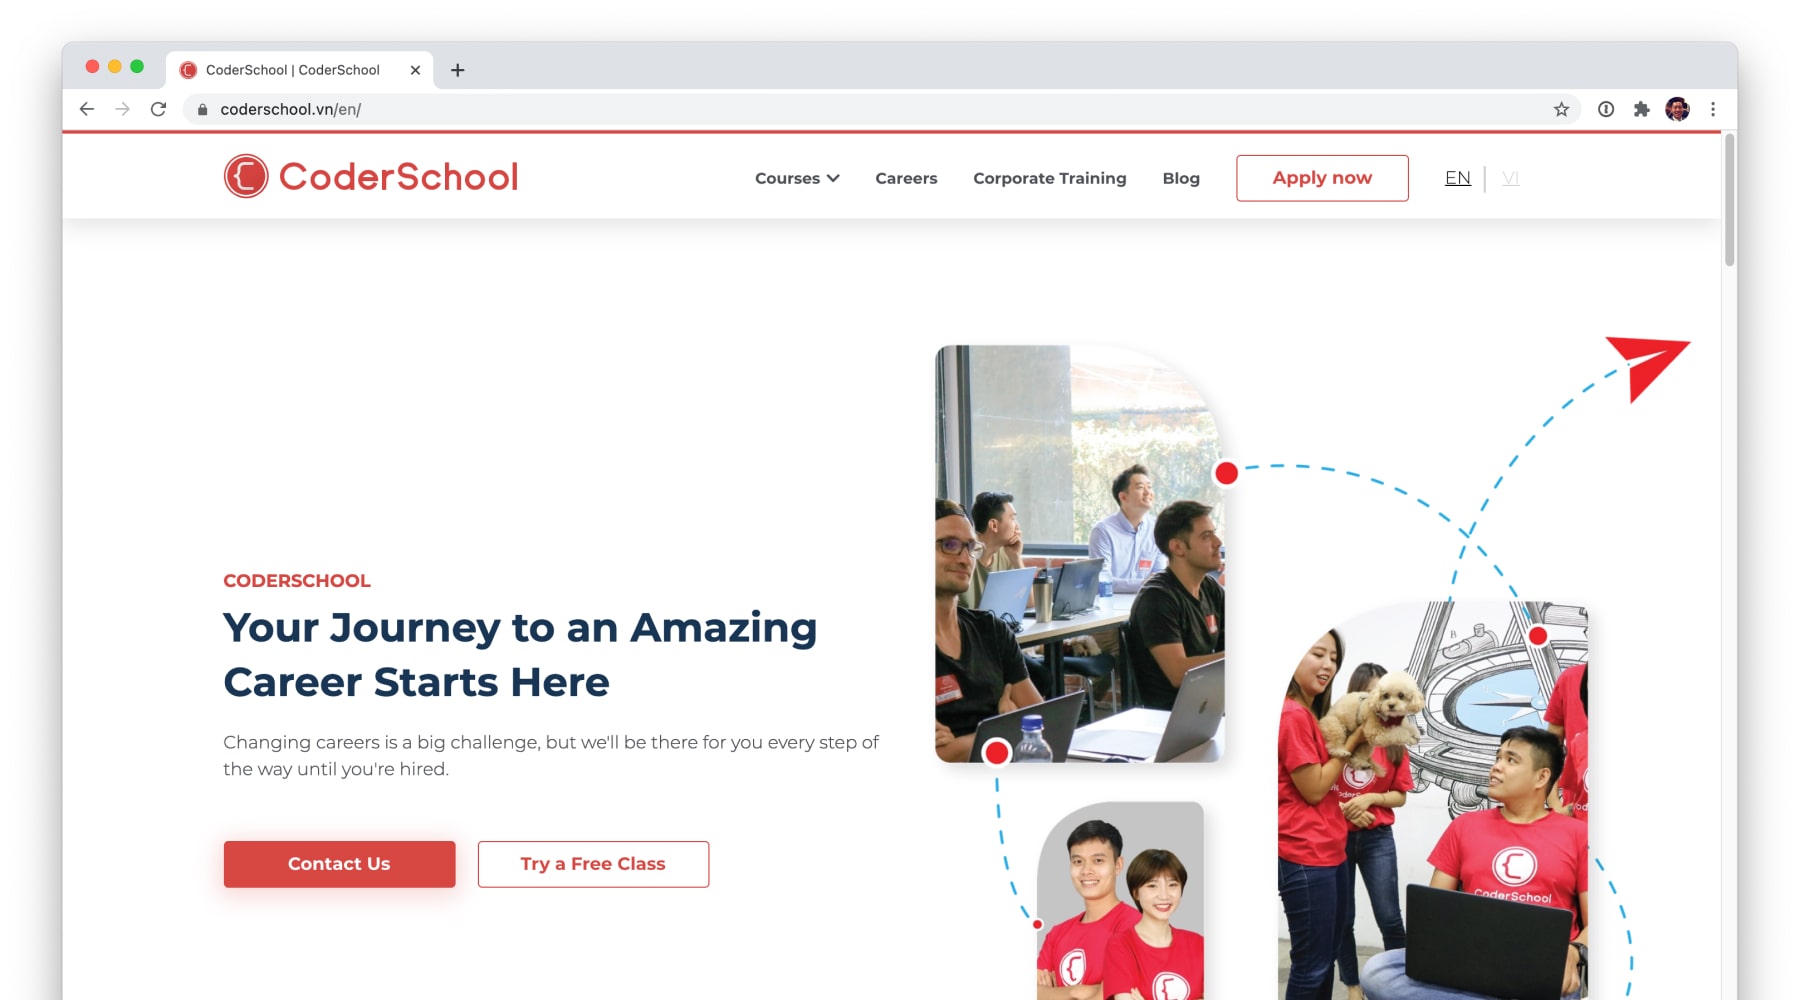 CoderSchool | CoderSchool
coderschool.vn/en/
CoderSchool
Courses
Careers
Corporate Training
Blog
Apply now
EN
VI
CODERSCHOOL
Your Journey to an Amazing
Career Starts Here
Changing careers is a big challenge, but we'll be there for you every step of
the way until you're hired.
Contact Us
Try a Free Class
B
CoderSchool